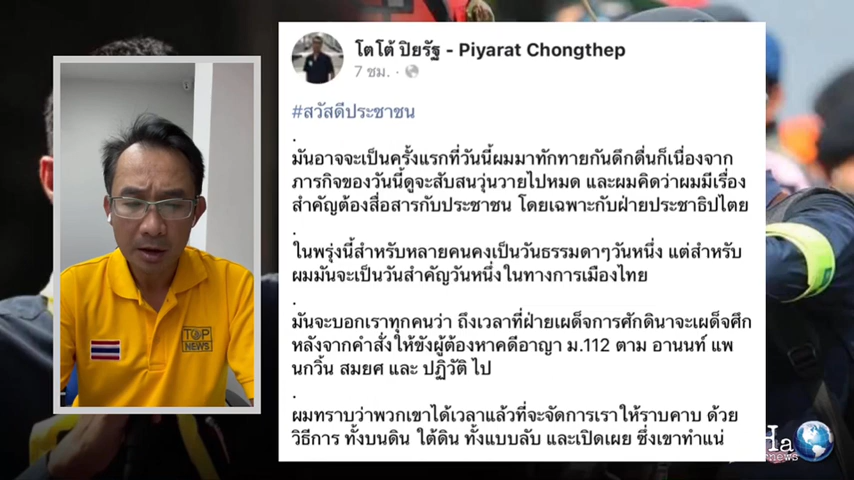 โตโต้ ปิยรัฐ - Piyarat Chongthep
7 ชม. ·
#สวัสดีประชาชน
.
มันอาจจะเป็นครั้งแรกที่วันนี้ผมมาทักทายกันดึกดื่นก็เนื่องจาก
ภารกิจของวันนี้ดูจะสับสนวุ่นวายไปหมด และผมคิดว่าผมมีเรื่อง
สำคัญต้องสื่อสารกับประชาชน โดยเฉพาะกับฝ่ายประชาธิปไตย
.
ในพรุ่งนี้สำหรับหลายคนคงเป็นวันธรรมดาๆวันหนึ่ง แต่สำหรับ
ผมมันจะเป็นวันสำคัญวันหนึ่งในทางการเมืองไทย
.
มันจะบอกเราทุกคนว่า ถึงเวลาที่ฝ่ายเผด็จการศักดินาจะเผด็จศึก
หลังจากคำสั่งให้ขังผู้ต้องหาคดีอาญา ม.112 ตาม อานนท์ แพ
นกวิ้น สมยศ และ ปฏิวัติ ไป
.
ผมทราบว่าพวกเขาได้เวลาแล้วที่จะจัดการเราให้ราบคาบ ด้วย
วิธีการ ทั้งบนดิน ใต้ดิน ทั้งแบบลับ และเปิดเผย ซึ่งเขาทำแน่
TOP
NEWS
Ha
news